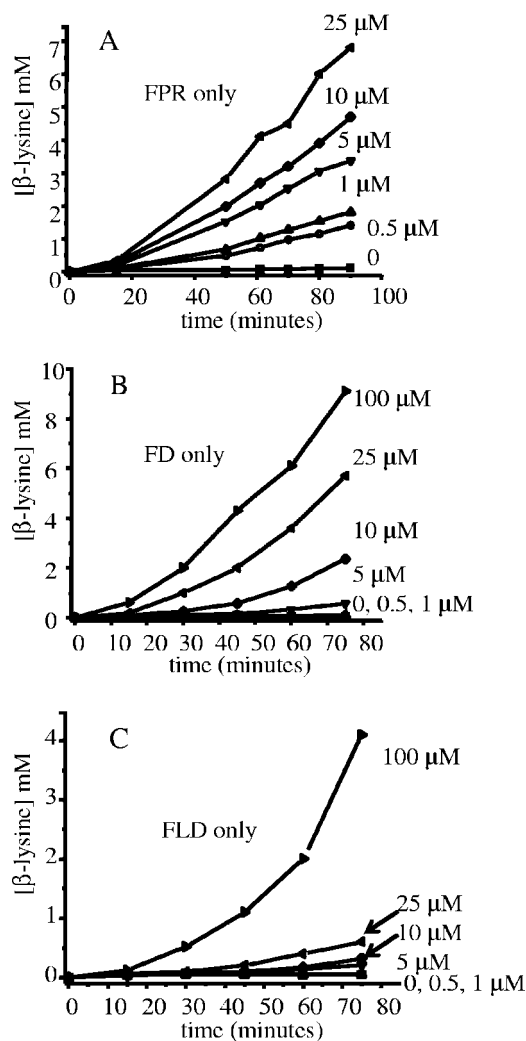 A
25 µM
FPR only
10 µM
5 µM
1 µM
0.5 µM
0
[β-lysine] mM
7
6
5
4
3
2
1
0
0 20 40 60 80 100
time (minutes)
B
100 µM
FD only
25 µM
10 µM
5 µM
0, 0.5, 1 µM
[β-lysine] mM
10
8
6
4
2
0
0 10 20 30 40 50 60 70 80
time (minutes)
C
100 µM
FLD only
25 µM
10 µM
5 µM
0, 0.5, 1 µM
[β-lysine] mM
4
3
2
1
0
0 10 20 30 40 50 60 70 80
time (minutes)